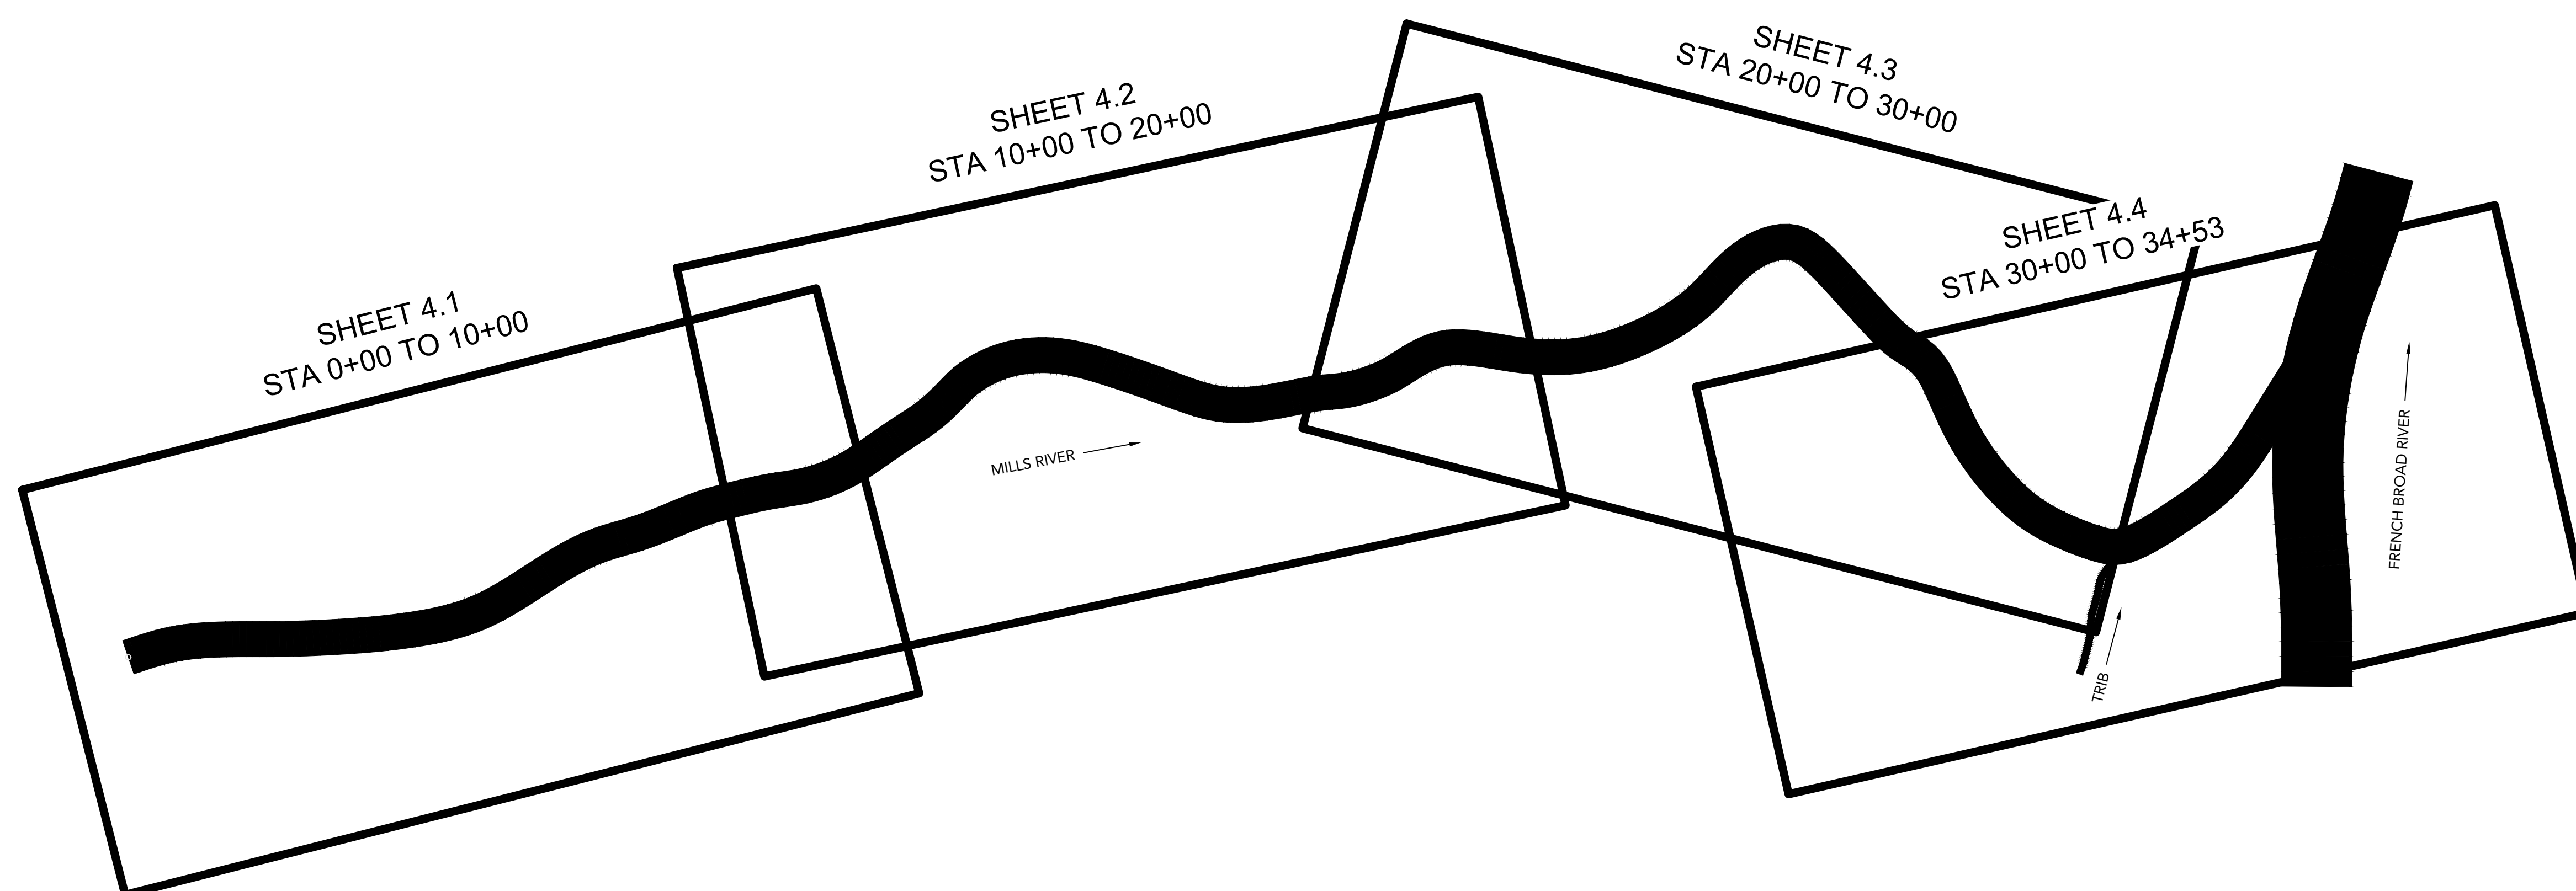 SHEET 4.1
STA 0+00 TO 10+00
SHEET 4.2
STA 10+00 TO 20+00
SHEET 4.3
STA 20+00 TO 30+00
SHEET 4.4
STA 30+00 TO 34+53
MILLS RIVER
FRENCH BROAD RIVER
TRIB